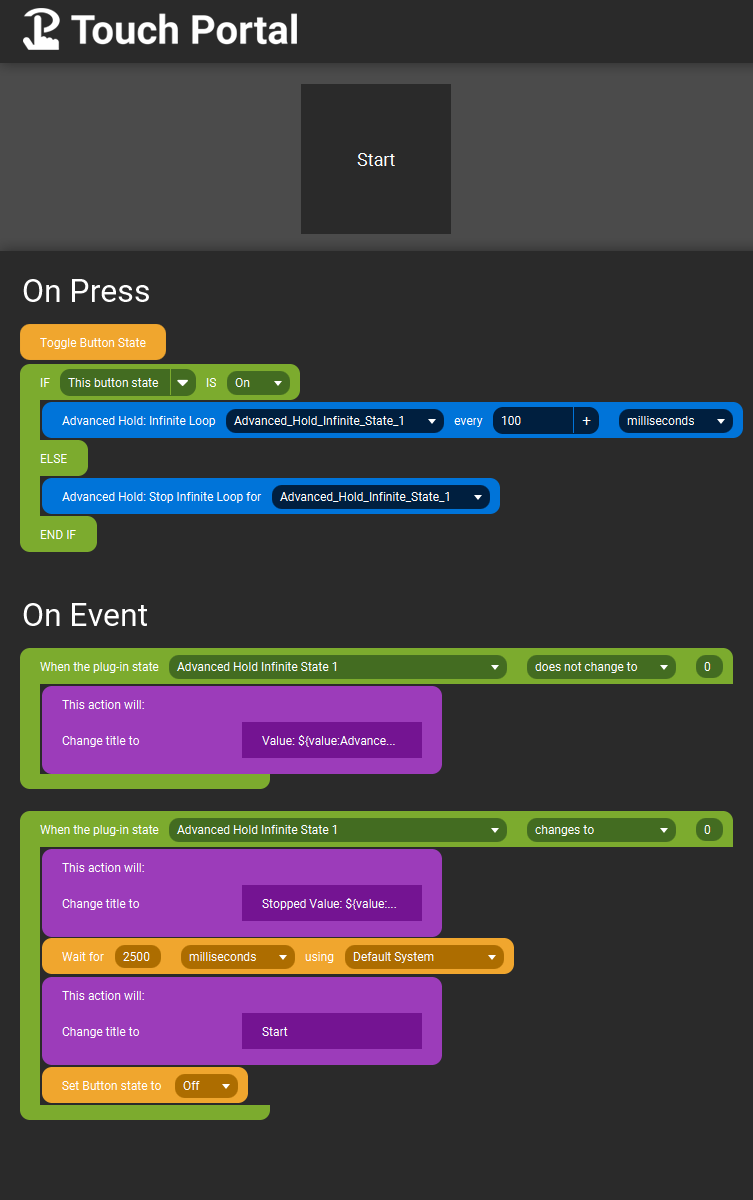 Touch Portal
Start
On Press
Toggle Button State
IF This button state IS On
Advanced Hold: Infinite Loop Advanced_Hold_Infinite_State_1 every 100 + milliseconds
ELSE
Advanced Hold: Stop Infinite Loop for Advanced_Hold_Infinite_State_1
END IF
On Event
When the plug-in state Advanced Hold Infinite State 1 does not change to 0
This action will:
Change title to Value: ${value:Advance...
When the plug-in state Advanced Hold Infinite State 1 changes to 0
This action will:
Change title to Stopped Value: ${value:...
Wait for 2500 milliseconds using Default System
This action will:
Change title to Start
Set Button state to Off